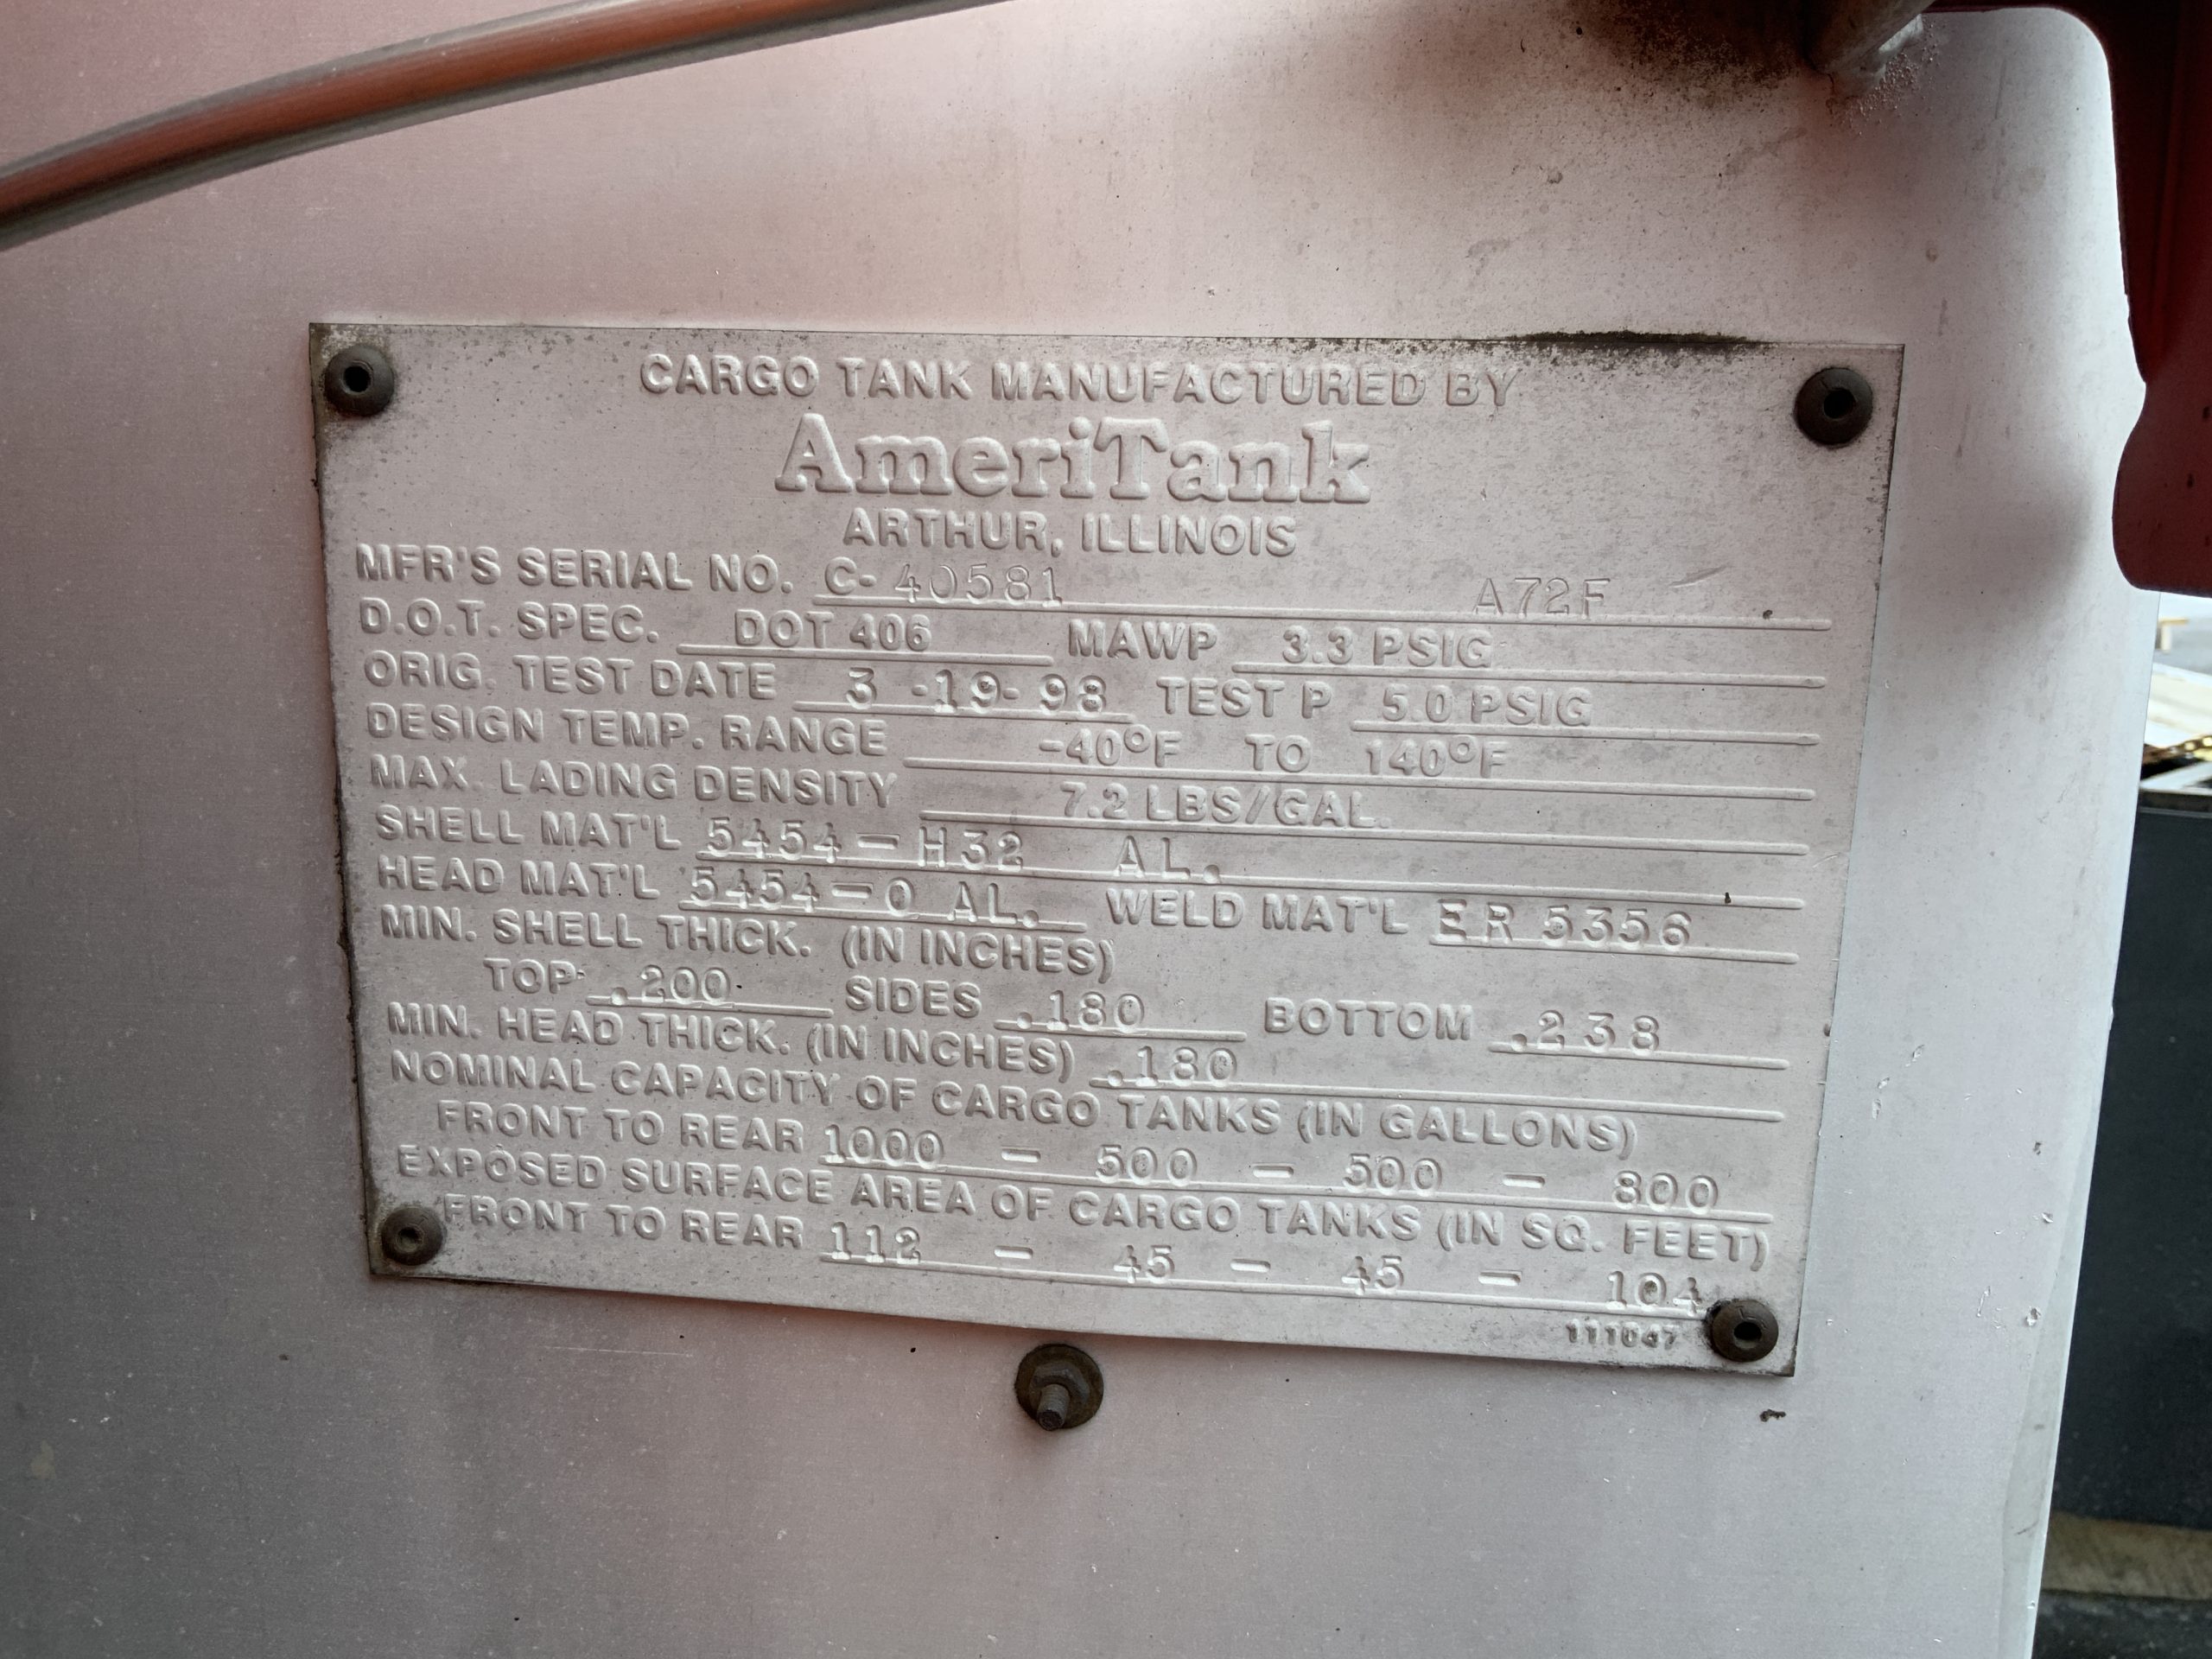 CARGO TANK MANUFACTURED BY
AmeriTank
ARTHUR, ILLINOIS
MFR'S SERIAL NO. C-40581 A72F
D.O.T. SPEC. DOT 406 MAWP 3.3 PSIG
ORIG. TEST DATE 3-19-98 TEST P 5.0 PSIG
DESIGN TEMP. RANGE -40°F TO 140°F
MAX. LADING DENSITY 7.2 LBS/GAL.
SHELL MAT'L 5454-H32 AL.
HEAD MAT'L 5454-0 AL. WELD MAT'L ER 5356
MIN. SHELL THICK. (IN INCHES)
TOP .200 SIDES .180 BOTTOM .238
MIN. HEAD THICK. (IN INCHES) .180
NOMINAL CAPACITY OF CARGO TANKS (IN GALLONS)
FRONT TO REAR 1000 - 500 - 500 - 800
EXPOSED SURFACE AREA OF CARGO TANKS (IN SQ. FEET)
FRONT TO REAR 112 - 45 - 45 - 104
111047